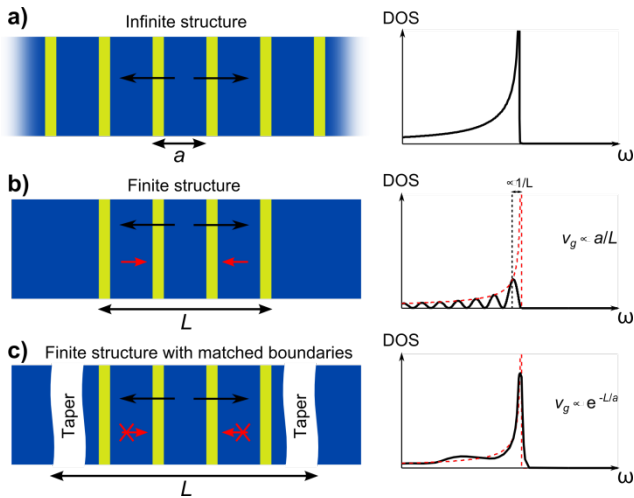 a)
Infinite structure
a
DOS
ω
b)
Finite structure
L
DOS
∝1/L
v_g ∝ a/L
ω
c)
Finite structure with matched boundaries
Taper
Taper
L
DOS
v_g ∝ e^{-L/a}
ω